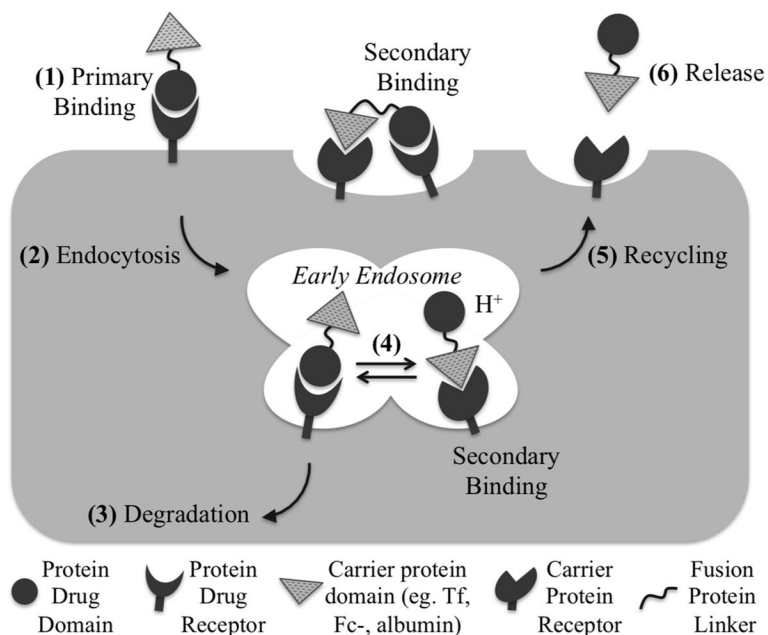 (1) Primary
Binding
Secondary
Binding
(6) Release
(2) Endocytosis
Early Endosome
H+
(4)
(5) Recycling
Secondary
Binding
(3) Degradation
Protein
Drug
Domain
Protein
Drug
Receptor
Carrier protein
domain (eg. Tf,
Fc-, albumin)
Carrier
Protein
Receptor
Fusion
Protein
Linker